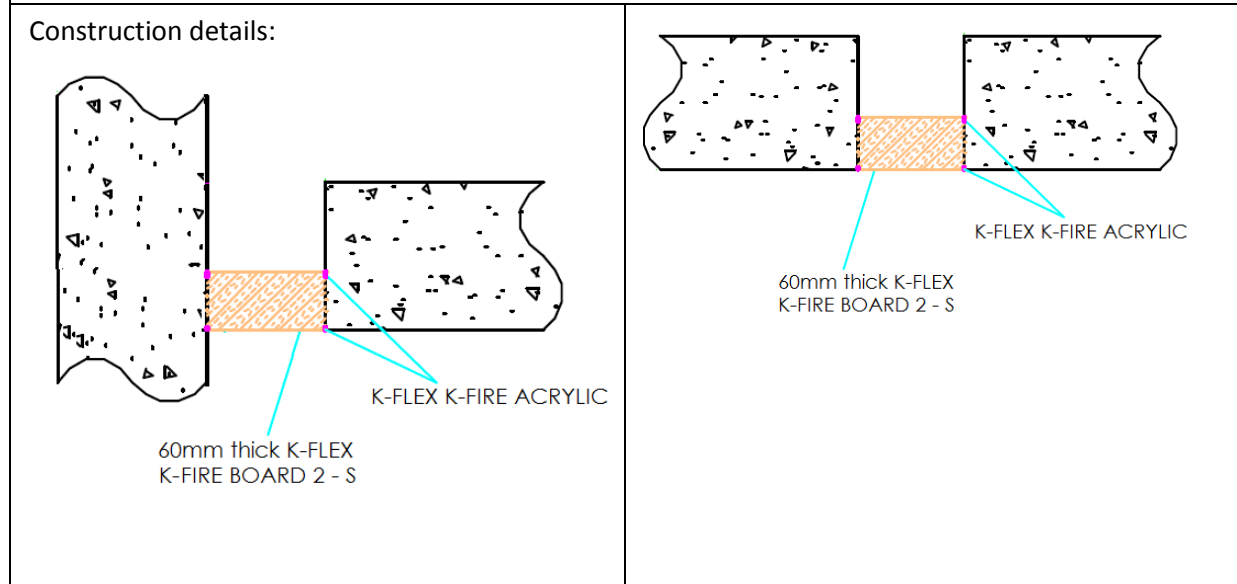 Construction details:
K-FLEX K-FIRE ACRYLIC
60mm thick K-FLEX
K-FIRE BOARD 2 - S
K-FLEX K-FIRE ACRYLIC
60mm thick K-FLEX
K-FIRE BOARD 2 - S